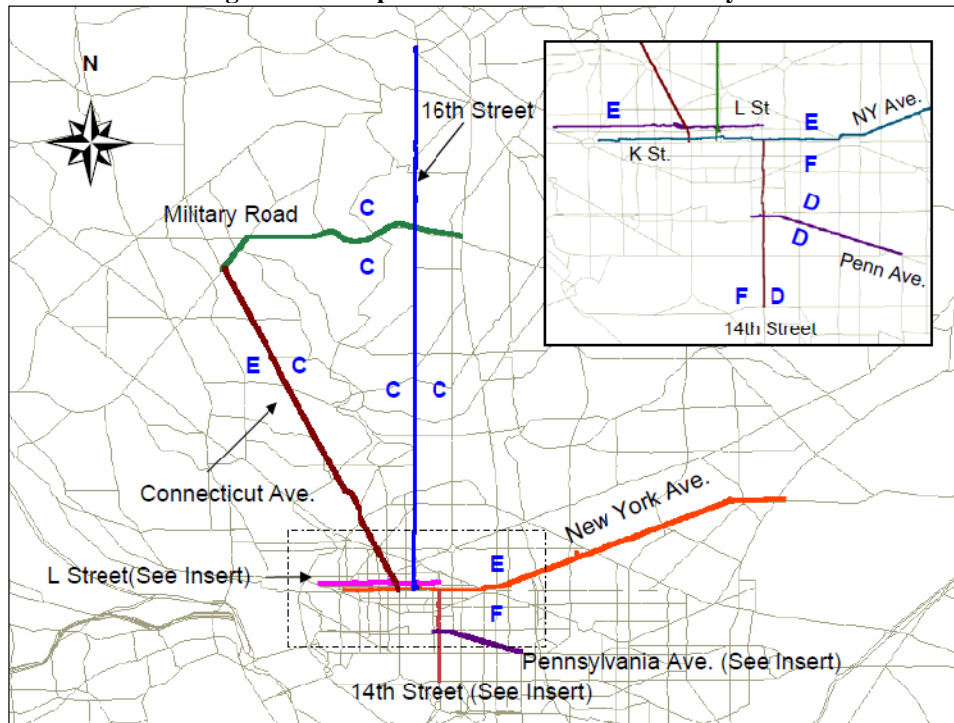 N
16th Street
Military Road
C
C
E C
C C
Connecticut Ave.
New York Ave.
L Street(See Insert)
E
F
Pennsylvania Ave. (See Insert)
14th Street (See Insert)
E
L St
E
NY Ave.
K St.
F
D
D
Penn Ave.
F D
14th Street